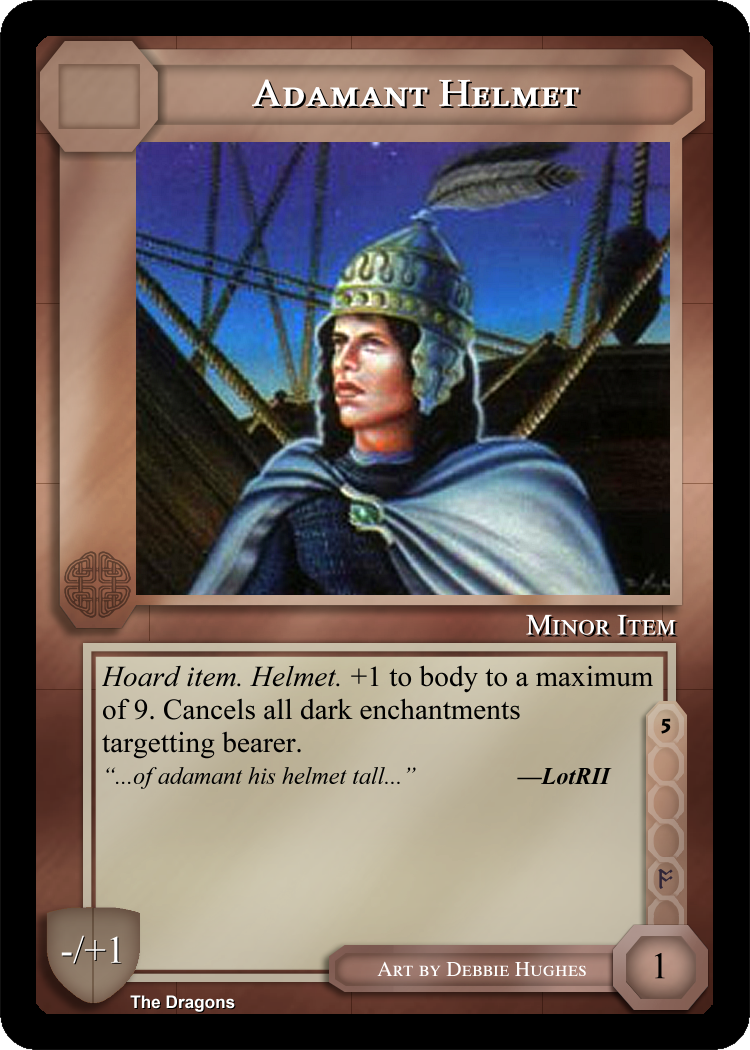 Adamant Helmet
Minor Item
Hoard item. Helmet. +1 to body to a maximum
of 9. Cancels all dark enchantments
targetting bearer.
“...of adamant his helmet tall...” —LotRII
5
-/+1
Art by Debbie Hughes
1
The Dragons